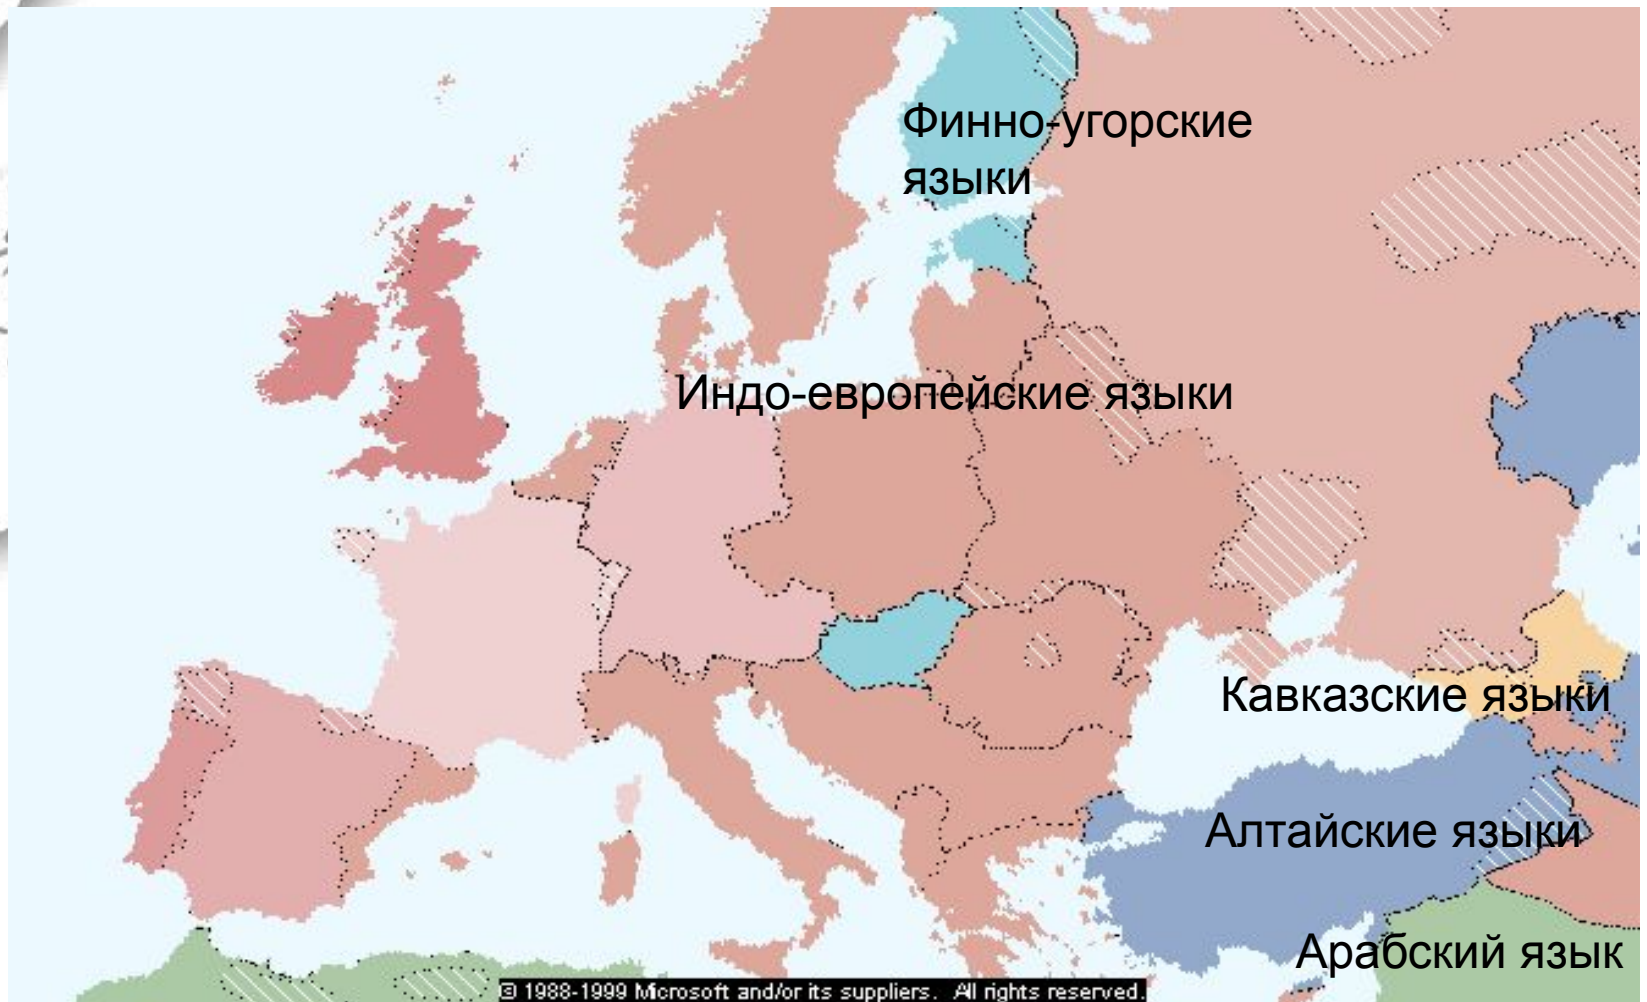 Финно-угорские
языки
Индо-европейские языки
Кавказские языки
Алтайские языки
Арабский язык
© 1988-1999 Microsoft and/or its suppliers. All rights reserved.